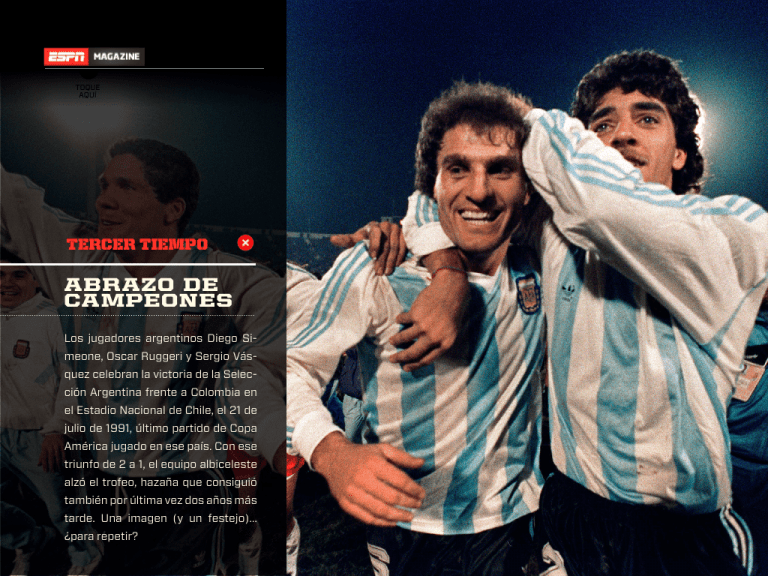 ESPN MAGAZINE
TOQUE
AQUÍ
TERCER TIEMPO
ABRAZO DE
CAMPEONES
Los jugadores argentinos Diego Si-
meone, Oscar Ruggeri y Sergio Vás-
quez celebran la victoria de la Selec-
ción Argentina frente a Colombia en
el Estadio Nacional de Chile, el 21 de
julio de 1991, último partido de Copa
América jugado en ese país. Con ese
triunfo de 2 a 1, el equipo albiceleste
alzó el trofeo, hazaña que consiguió
también por última vez dos años más
tarde. Una imagen (y un festejo)...
¿para repetir?